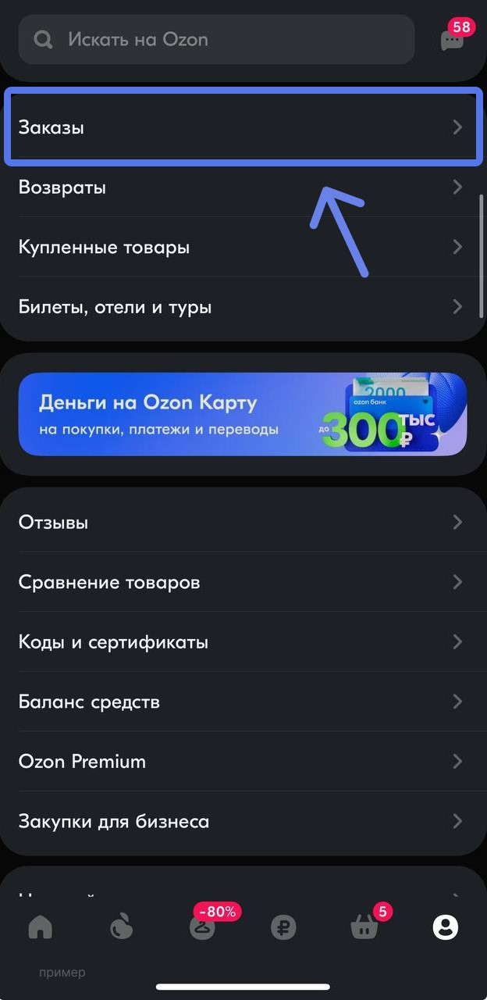 Искать на Ozon
58
Заказы
Возвраты
Купленные товары
Билеты, отели и туры
Деньги на Ozon Карту
на покупки, платежи и переводы
2000
ozon банк
до 300 тыс ₽
Отзывы
Сравнение товаров
Коды и сертификаты
Баланс средств
Ozon Premium
Закупки для бизнеса
-80%
5
пример